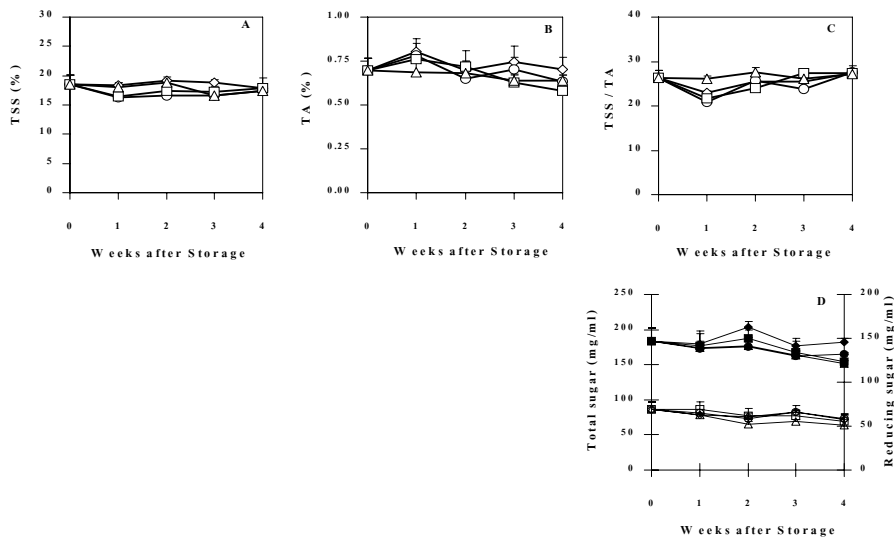 A
TSS (%)
30
25
20
15
10
5
0
0 1 2 3 4
Weeks after Storage
B
TA (%)
1.00
0.75
0.50
0.25
0.00
0 1 2 3 4
Weeks after Storage
C
TSS / TA
40
30
20
10
0
0 1 2 3 4
Weeks after Storage
D
Total sugar (mg/ml)
250
200
150
100
50
0
200
150
100
50
0
Reducing sugar (mg/ml)
0 1 2 3 4
Weeks after Storage